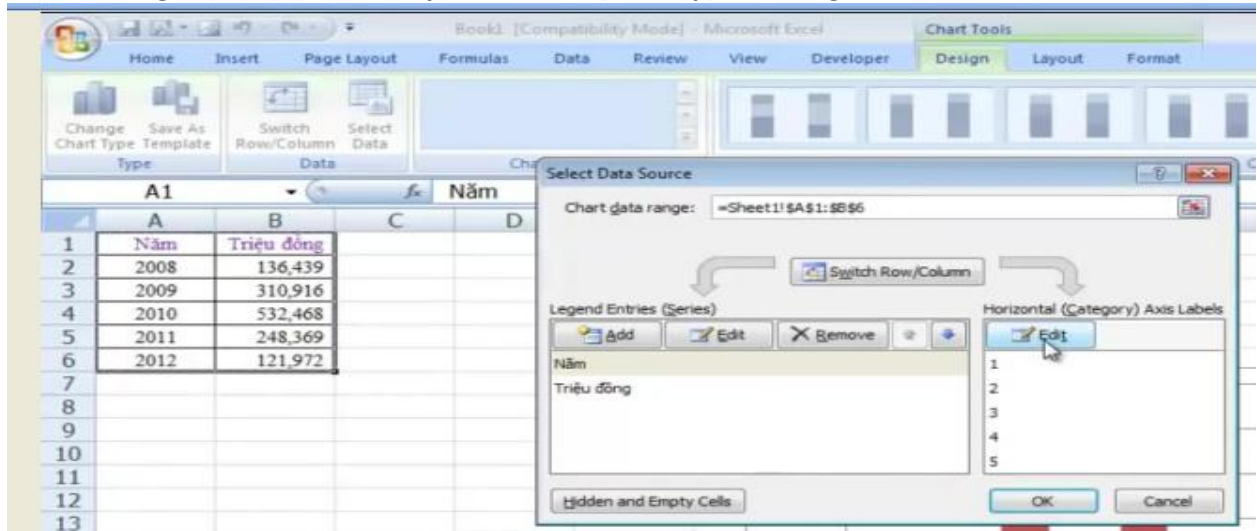 Book1 [Compatibility Mode] - Microsoft Excel Chart Tools
Home Insert Page Layout Formulas Data Review View Developer Design Layout Format
Change Save As Switch Select
Chart Type Template Row/Column Data
Type Data
A1 Năm
A B C D
1 Năm Triệu đồng
2 2008 136,439
3 2009 310,916
4 2010 532,468
5 2011 248,369
6 2012 121,972
7
8
9
10
11
12
13
Select Data Source
Chart data range: =Sheet1!$A$1:$B$6
Switch Row/Column
Legend Entries (Series) Horizontal (Category) Axis Labels
Add Edit Remove Edit
Năm 1
Triệu đồng 2
3
4
5
Hidden and Empty Cells OK Cancel